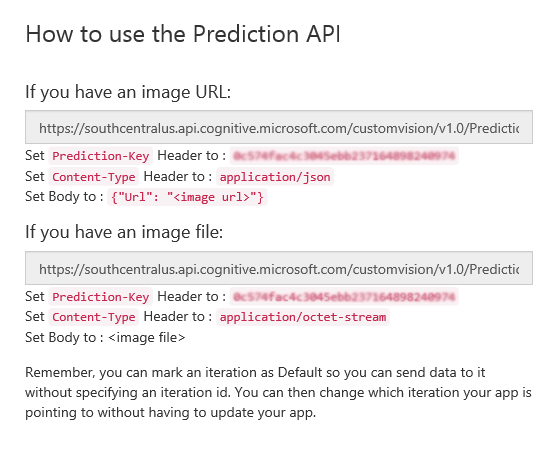 How to use the Prediction API
If you have an image URL:
https://southcentralus.api.cognitive.microsoft.com/customvision/v1.0/Predictic
Set Prediction-Key Header to :
Set Content-Type Header to : application/json
Set Body to : {"Url": "<image url>"}
If you have an image file:
https://southcentralus.api.cognitive.microsoft.com/customvision/v1.0/Predictic
Set Prediction-Key Header to :
Set Content-Type Header to : application/octet-stream
Set Body to : <image file>
Remember, you can mark an iteration as Default so you can send data to it
without specifying an iteration id. You can then change which iteration your app is
pointing to without having to update your app.